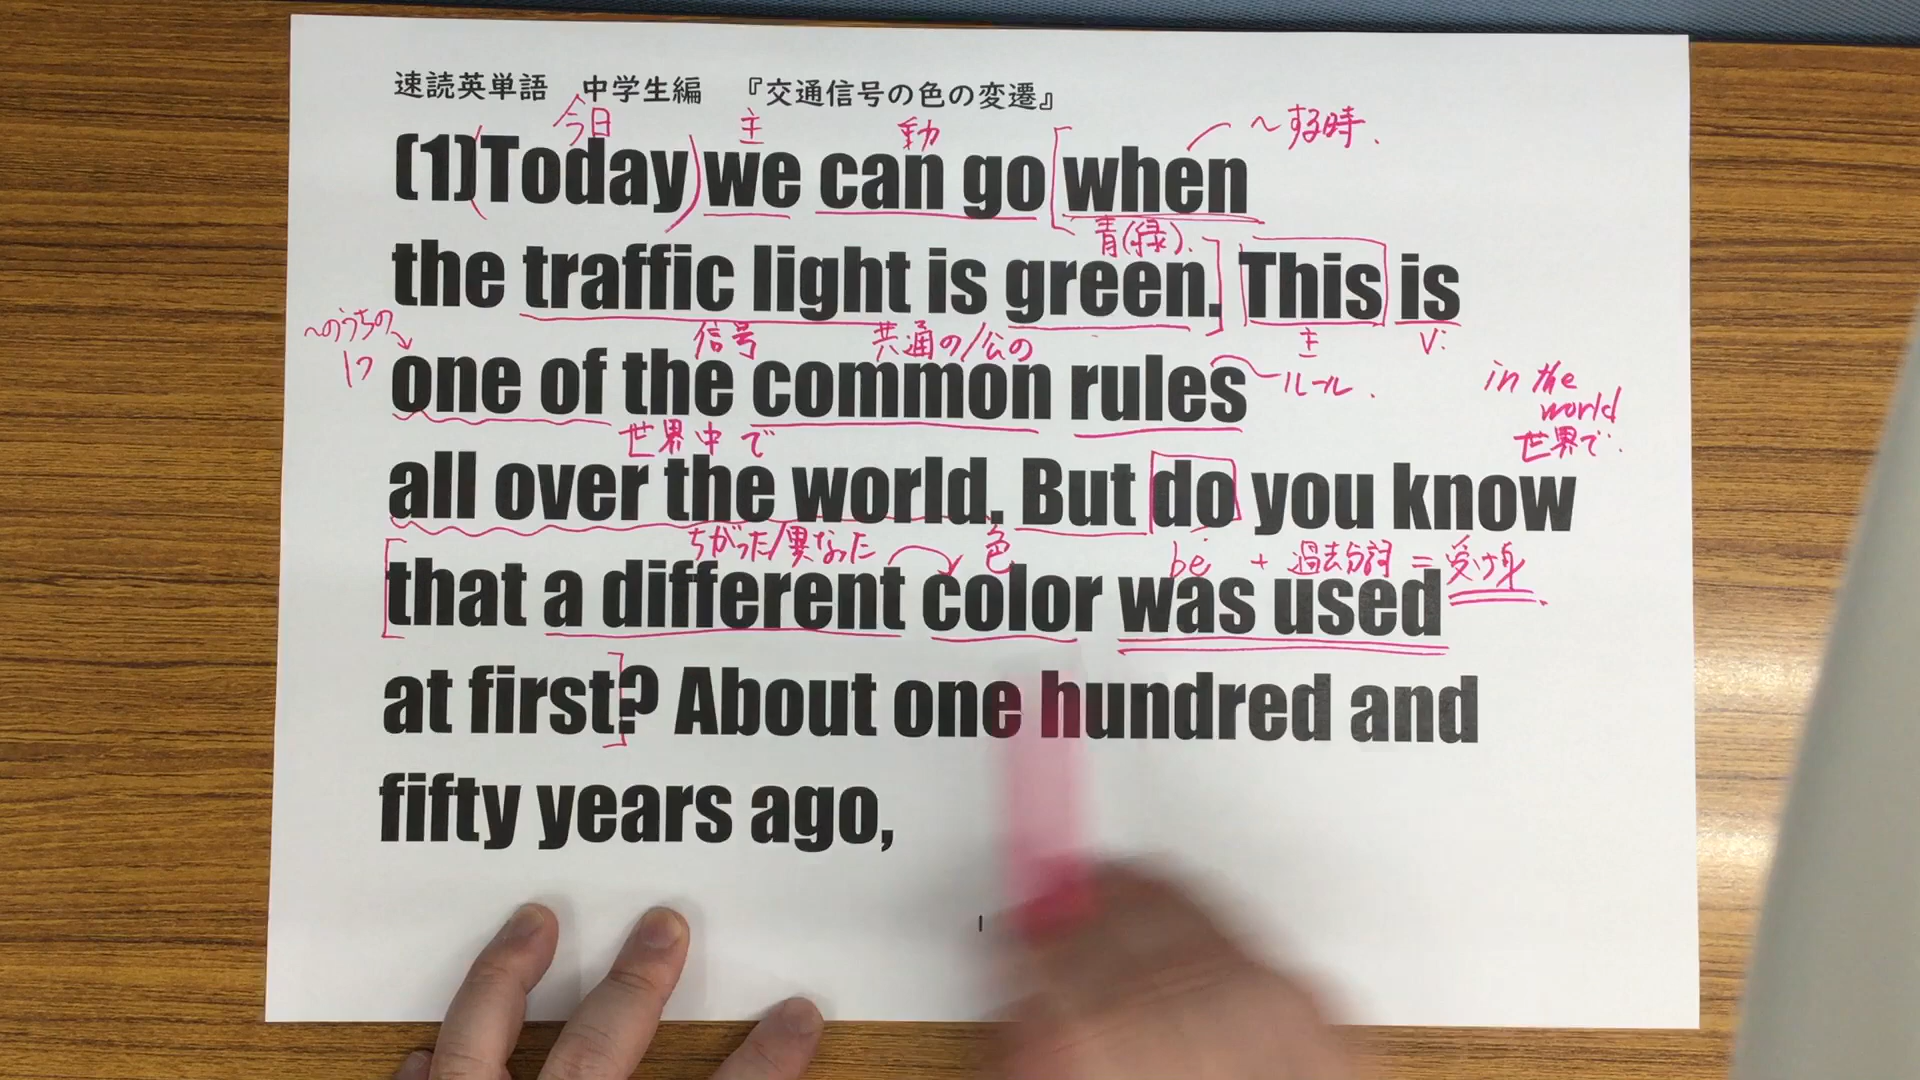 速読英単語 中学生編 『交通信号の色の変遷』
今日 主 動 ～する時.
(1)Today we can go when
青(緑).
the traffic light is green. This is
～のうちの 信号 共通の/公の 主 V:
1つ
one of the common rules
ルール. in the
world
世界中で 世界で.
all over the world. But do you know
ちがった/異なった 色 be + 過去分詞 = 受け身
that a different color was used
at first? About one hundred and
fifty years ago,
1